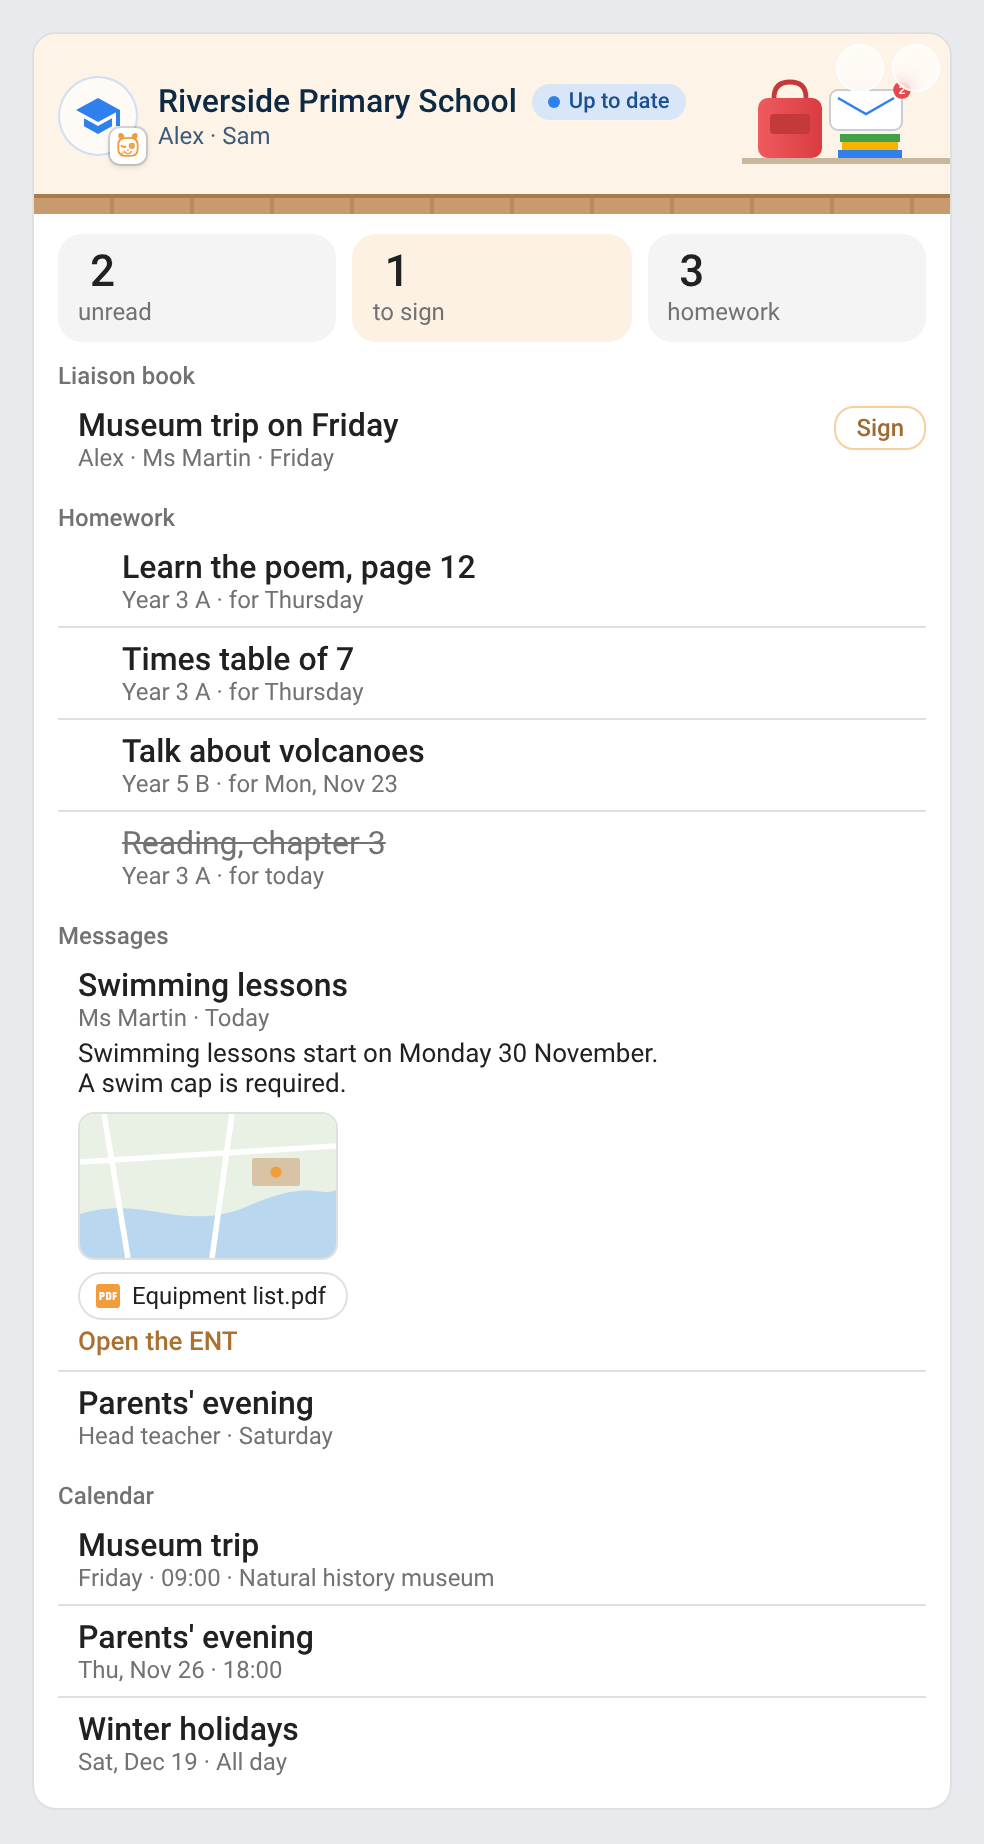 Riverside Primary School
Up to date
Alex · Sam
2
2
unread
1
to sign
3
homework
Liaison book
Museum trip on Friday
Sign
Alex · Ms Martin · Friday
Homework
Learn the poem, page 12
Year 3 A · for Thursday
Times table of 7
Year 3 A · for Thursday
Talk about volcanoes
Year 5 B · for Mon, Nov 23
Reading, chapter 3
Year 3 A · for today
Messages
Swimming lessons
Ms Martin · Today
Swimming lessons start on Monday 30 November.
A swim cap is required.
PDF Equipment list.pdf
Open the ENT
Parents' evening
Head teacher · Saturday
Calendar
Museum trip
Friday · 09:00 · Natural history museum
Parents' evening
Thu, Nov 26 · 18:00
Winter holidays
Sat, Dec 19 · All day